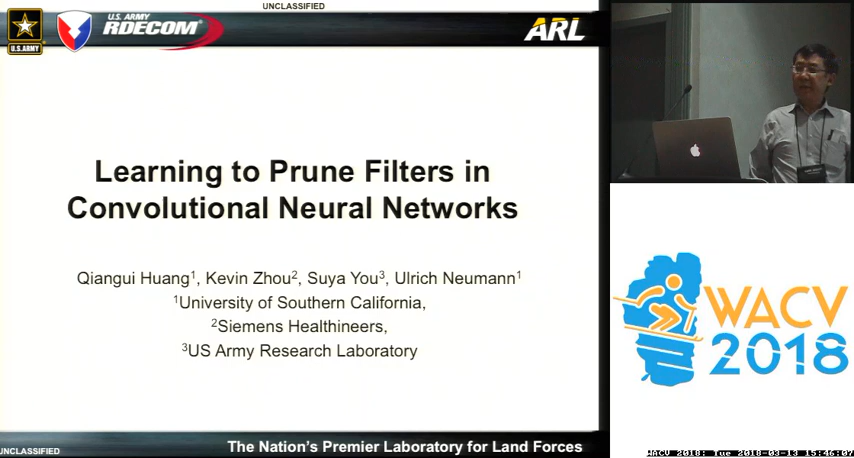 UNCLASSIFIED
U.S. ARMY
U.S. ARMY
RDECOM®
ARL
Learning to Prune Filters in
Convolutional Neural Networks
Qiangui Huang¹, Kevin Zhou², Suya You³, Ulrich Neumann¹
¹University of Southern California,
²Siemens Healthineers,
³US Army Research Laboratory
WACV
2018
UNCLASSIFIED
The Nation's Premier Laboratory for Land Forces
WACV 2018: Tue 2018-03-13 15:46:07